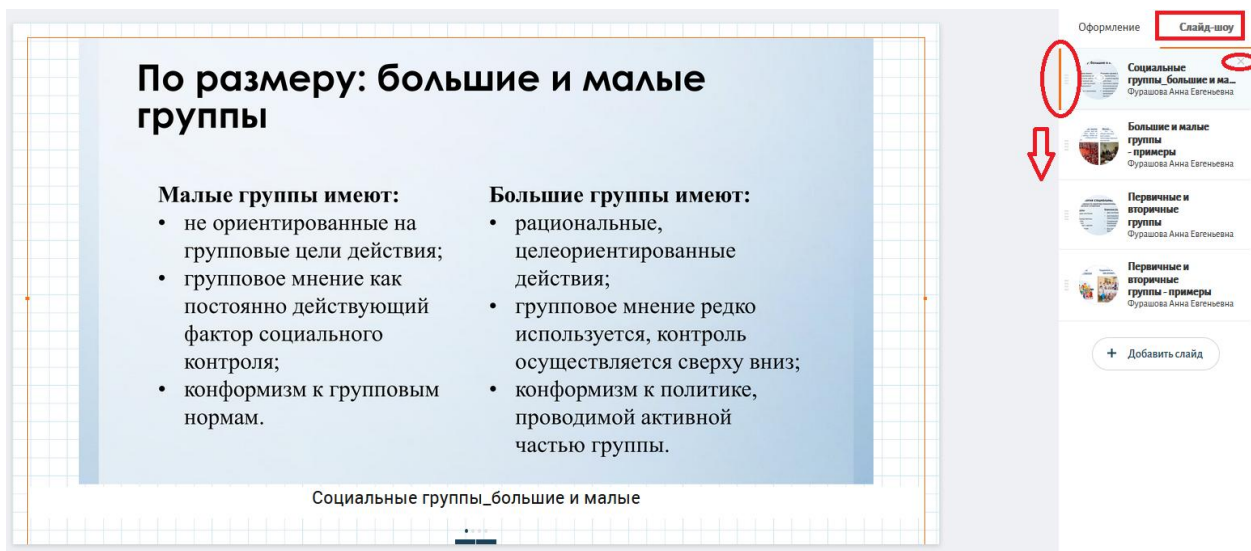 По размеру: большие и малые
группы
Малые группы имеют:
• не ориентированные на
групповые цели действия;
• групповое мнение как
постоянно действующий
фактор социального
контроля;
• конформизм к групповым
нормам.
Большие группы имеют:
• рациональные,
целеориентированные
действия;
• групповое мнение редко
используется, контроль
осуществляется сверху вниз;
• конформизм к политике,
проводимой активной
частью группы.
Социальные группы_большие и малые
Оформление
Слайд-шоу
Социальные
группы_большие и ма...
Фурашова Анна Евгеньевна
Большие и малые
группы
- примеры
Фурашова Анна Евгеньевна
Первичные и
вторичные
группы
Фурашова Анна Евгеньевна
Первичные и
вторичные
группы - примеры
Фурашова Анна Евгеньевна
+ Добавить слайд